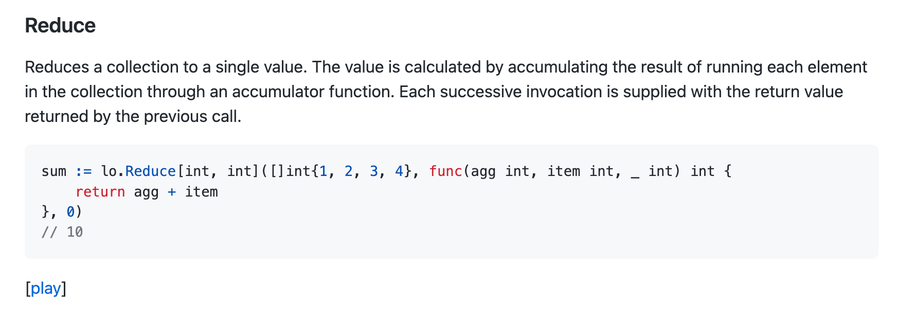 Reduce
Reduces a collection to a single value. The value is calculated by accumulating the result of running each element
in the collection through an accumulator function. Each successive invocation is supplied with the return value
returned by the previous call.
sum := lo.Reduce[int, int]([]int{1, 2, 3, 4}, func(agg int, item int, _ int) int {
    return agg + item
}, 0)
// 10
[play]